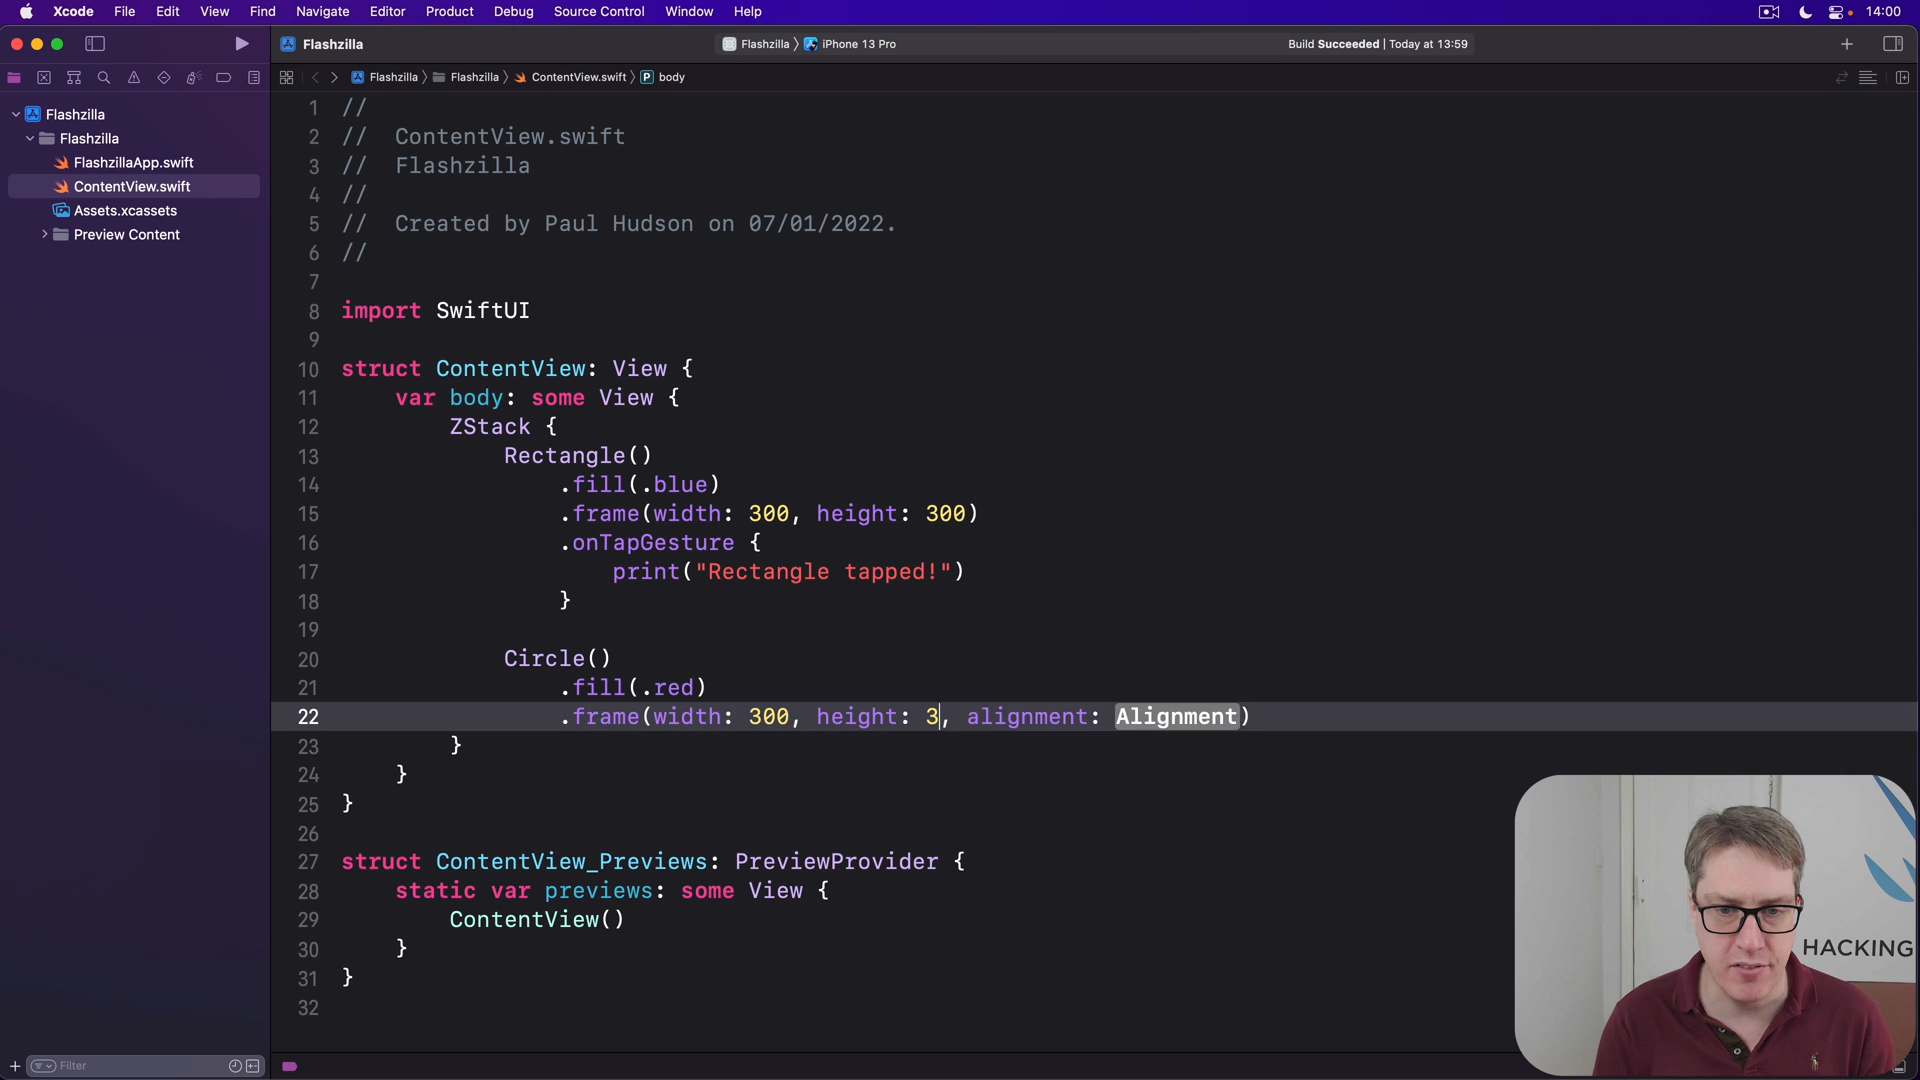 Xcode File Edit View Find Navigate Editor Product Debug Source Control Window Help 14:00
Flashzilla Flashzilla iPhone 13 Pro Build Succeeded | Today at 13:59
Flashzilla Flashzilla ContentView.swift P body
Flashzilla
Flashzilla
FlashzillaApp.swift
ContentView.swift
Assets.xcassets
Preview Content
1 //
2 //  ContentView.swift
3 //  Flashzilla
4 //
5 //  Created by Paul Hudson on 07/01/2022.
6 //
7
8 import SwiftUI
9
10 struct ContentView: View {
11     var body: some View {
12         ZStack {
13             Rectangle()
14                 .fill(.blue)
15                 .frame(width: 300, height: 300)
16                 .onTapGesture {
17                     print("Rectangle tapped!")
18                 }
19
20             Circle()
21                 .fill(.red)
22                 .frame(width: 300, height: 3, alignment: Alignment)
23         }
24     }
25 }
26
27 struct ContentView_Previews: PreviewProvider {
28     static var previews: some View {
29         ContentView()
30     }
31 }
32
HACKING
Filter